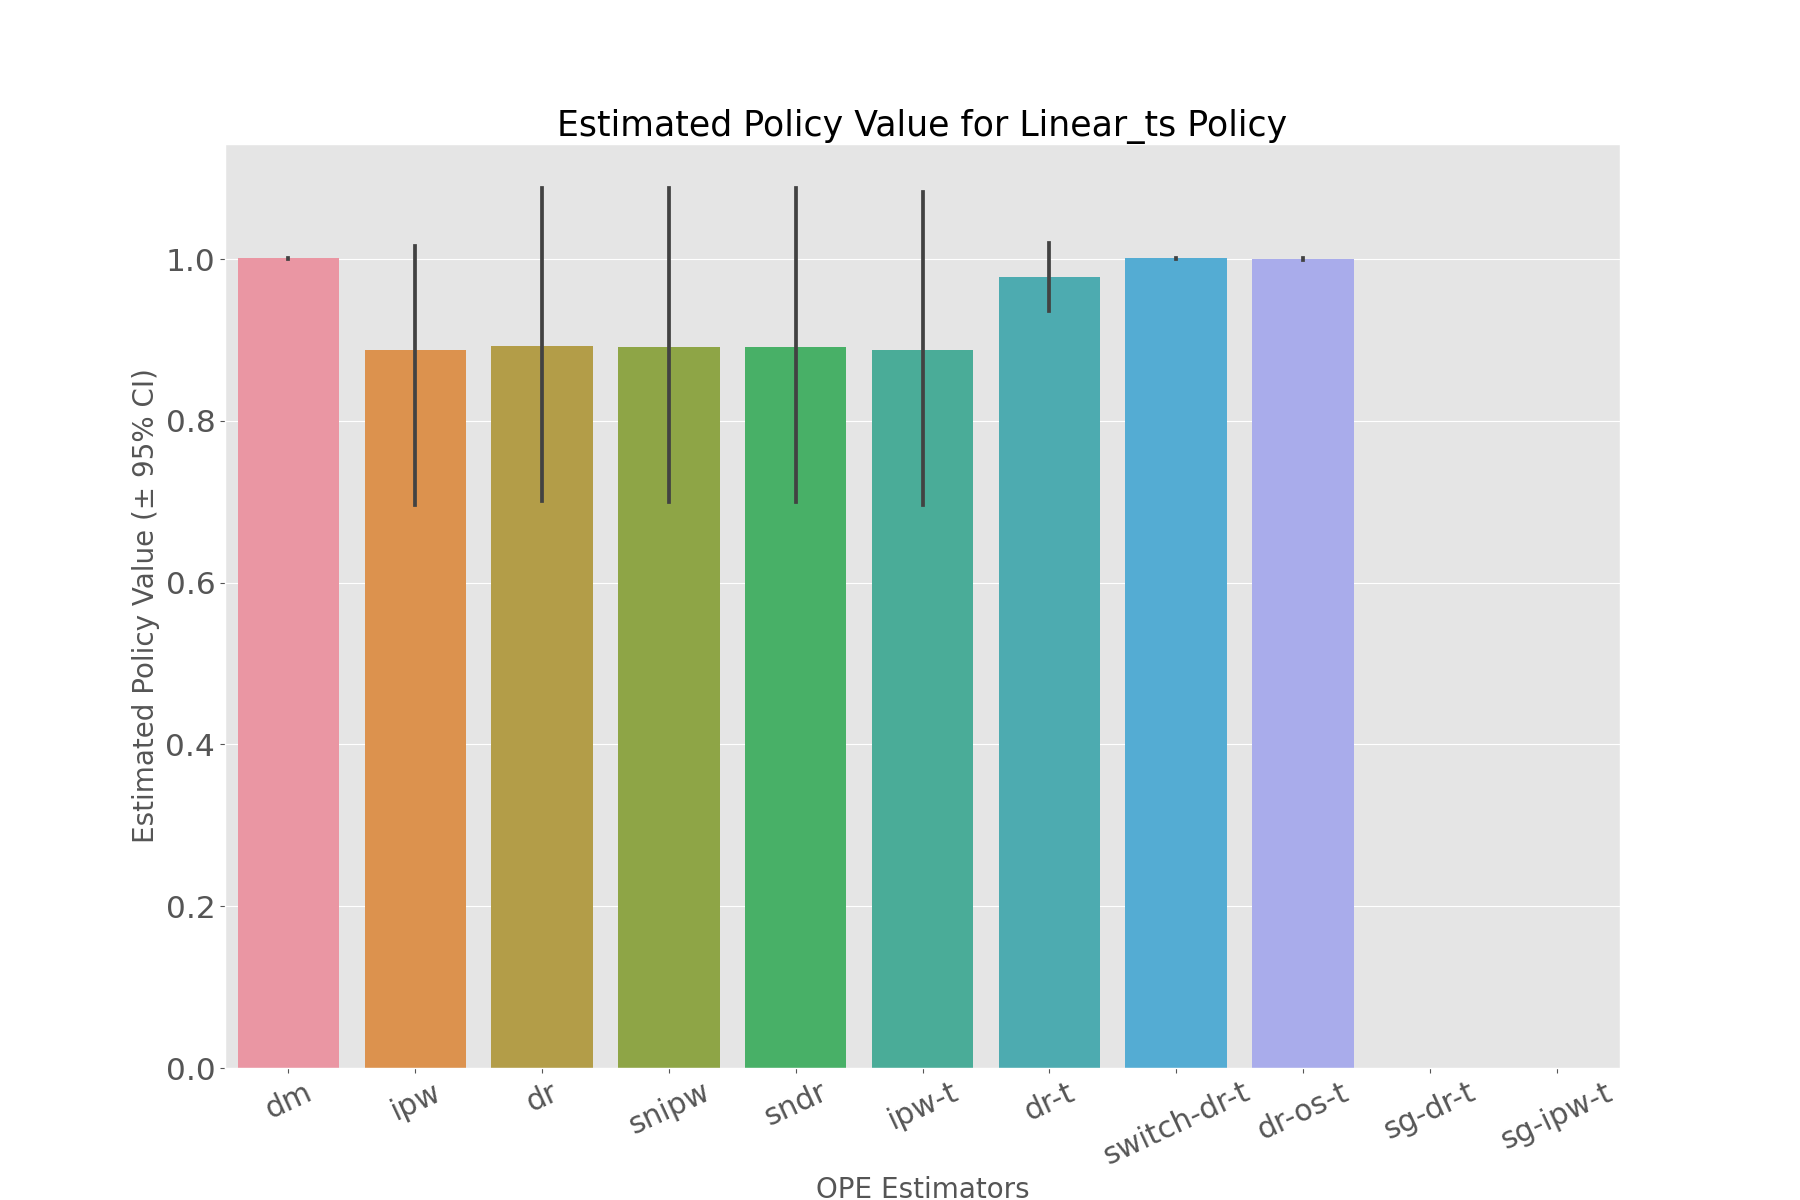 Estimated Policy Value for Linear_ts Policy
Estimated Policy Value (± 95% CI)
1.0
0.8
0.6
0.4
0.2
0.0
dm
ipw
dr
snipw
sndr
ipw-t
dr-t
switch-dr-t
dr-os-t
sg-dr-t
sg-ipw-t
OPE Estimators